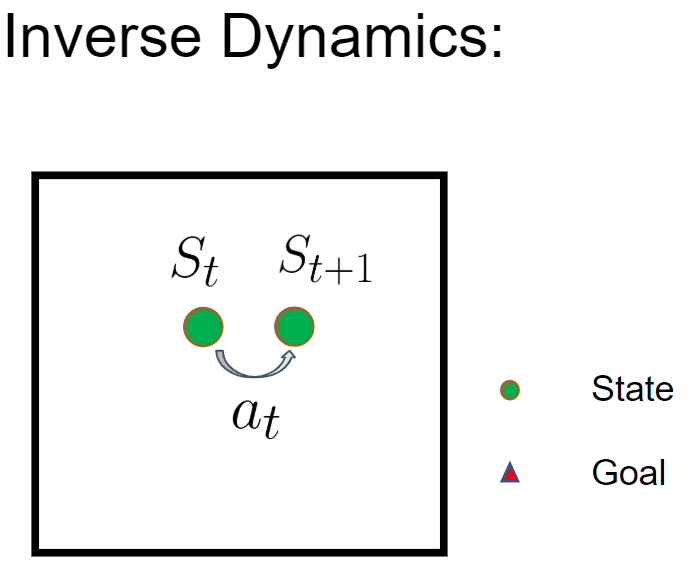 Inverse Dynamics:
S_t S_{t+1}
a_t
State
Goal